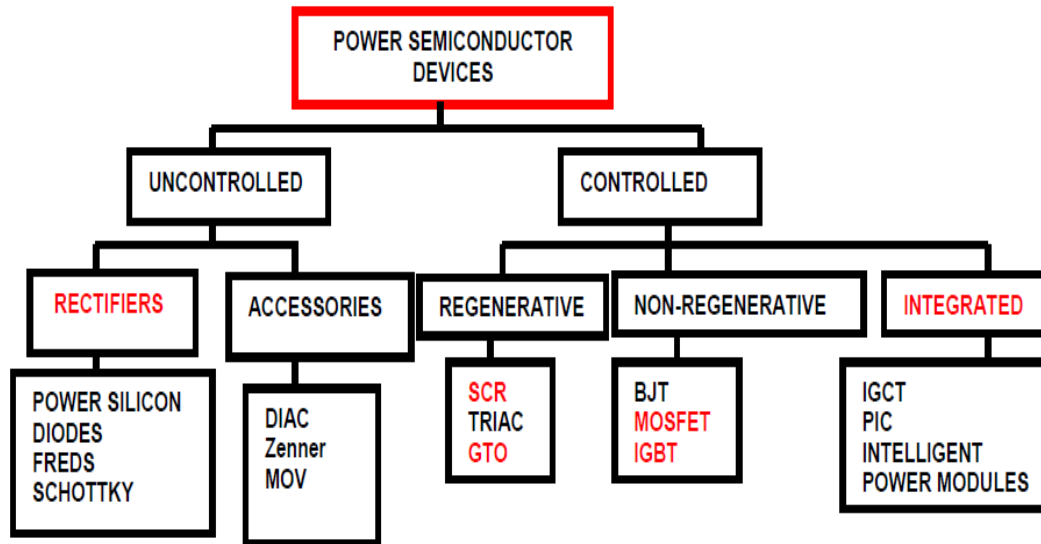 POWER SEMICONDUCTOR
DEVICES
UNCONTROLLED
CONTROLLED
RECTIFIERS
ACCESSORIES
REGENERATIVE
NON-REGENERATIVE
INTEGRATED
POWER SILICON
DIODES
FREDS
SCHOTTKY
DIAC
Zenner
MOV
SCR
TRIAC
GTO
BJT
MOSFET
IGBT
IGCT
PIC
INTELLIGENT
POWER MODULES